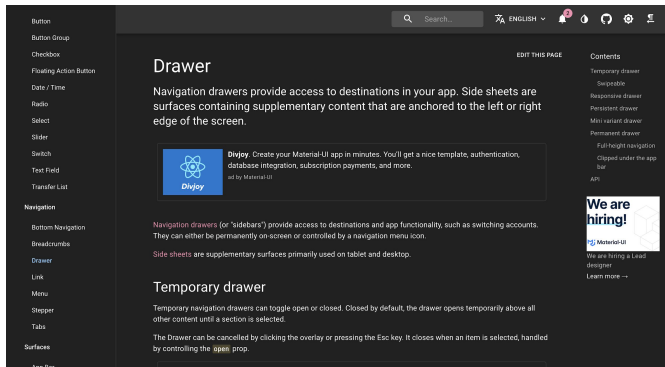 Button
Button Group
Checkbox
Floating Action Button
Date / Time
Radio
Select
Slider
Switch
Text Field
Transfer List
Navigation
Bottom Navigation
Breadcrumbs
Drawer
Link
Menu
Stepper
Tabs
Surfaces
App Bar
Search...
ENGLISH
2
EDIT THIS PAGE
Drawer
Navigation drawers provide access to destinations in your app. Side sheets are
surfaces containing supplementary content that are anchored to the left or right
edge of the screen.
Divjoy
Divjoy. Create your Material-UI app in minutes. You'll get a nice template, authentication,
database integration, subscription payments, and more.
ad by Material-UI
Navigation drawers (or "sidebars") provide access to destinations and app functionality, such as switching accounts.
They can either be permanently on-screen or controlled by a navigation menu icon.
Side sheets are supplementary surfaces primarily used on tablet and desktop.
Temporary drawer
Temporary navigation drawers can toggle open or closed. Closed by default, the drawer opens temporarily above all
other content until a section is selected.
The Drawer can be cancelled by clicking the overlay or pressing the Esc key. It closes when an item is selected, handled
by controlling the open prop.
Contents
Temporary drawer
Swipeable
Responsive drawer
Persistent drawer
Mini variant drawer
Permanent drawer
Full-height navigation
Clipped under the app
bar
API
We are
hiring!
Material-UI
We are hiring a Lead
designer
Learn more →